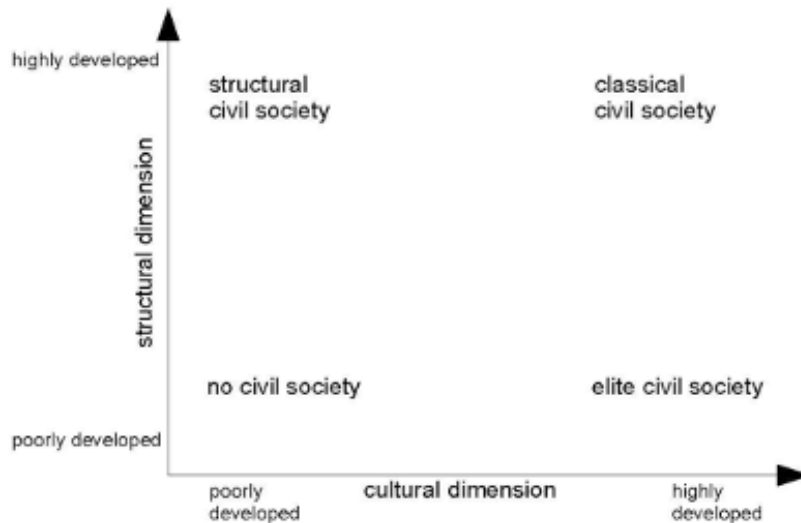 highly developed
structural
civil society
classical
civil society
structural dimension
no civil society
elite civil society
poorly developed
poorly
developed
cultural dimension
highly
developed